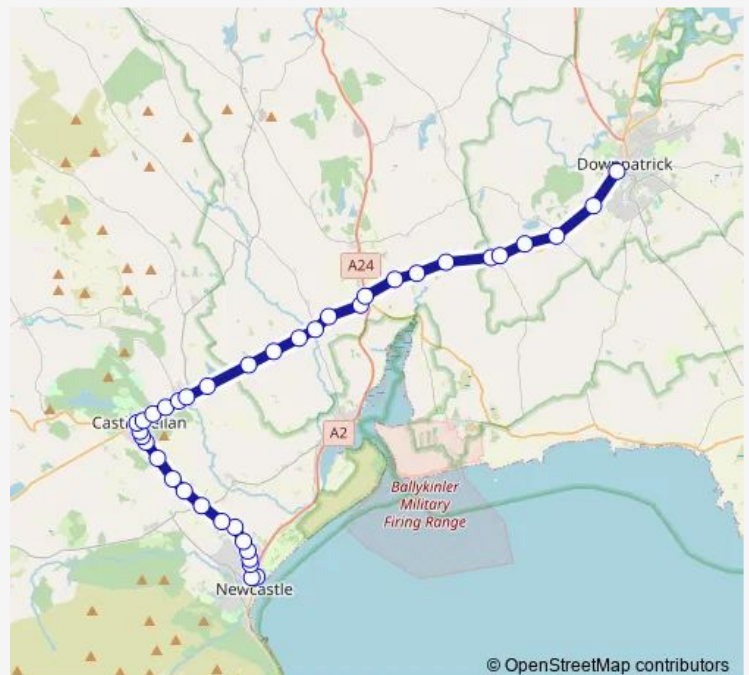 Downpatrick
A24
Castlewellan
A2
Ballykinler
Military
Firing Range
Newcastle
© OpenStreetMap contributors